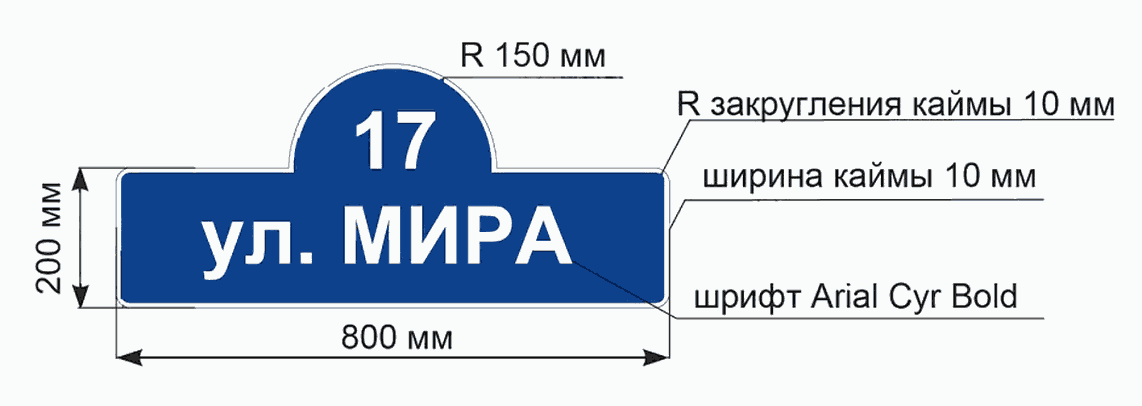 R 150 мм
R закругления каймы 10 мм
17
ширина каймы 10 мм
200 мм
ул. МИРА
шрифт Arial Cyr Bold
800 мм